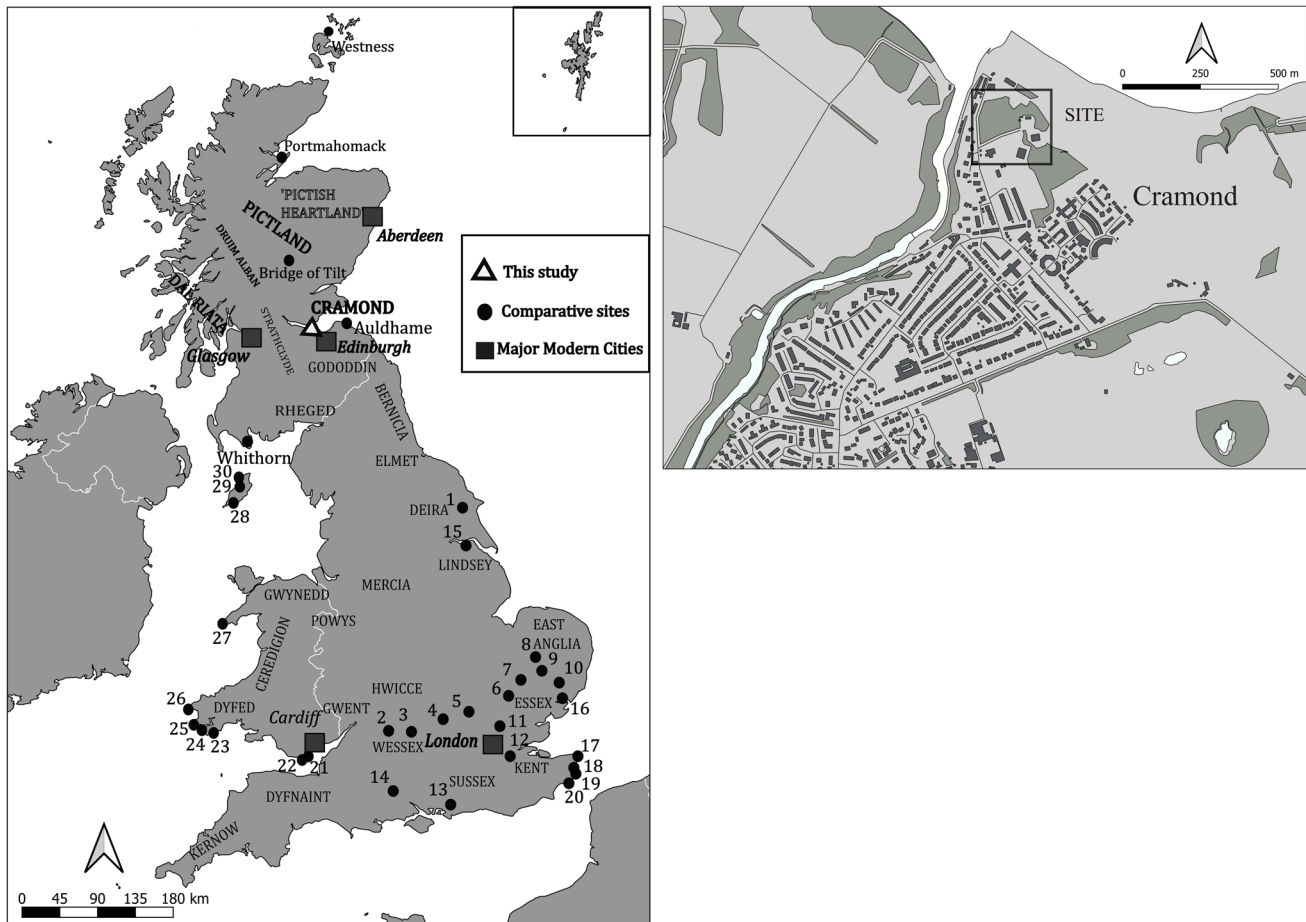 Westness
Portmahomack
'PICTISH
HEARTLAND'
PICTLAND
Aberdeen
DRUIM ALBAN
Bridge of Tilt
DAL RIATA
CRAMOND
Auldhame
STRATHCLYDE
Glasgow
Edinburgh
GODODDIN
This study
Comparative sites
Major Modern Cities
RHEGED
BERNICIA
Whithorn
ELMET
30
29
28
DEIRA
1
15
LINDSEY
MERCIA
GWYNEDD
POWYS
27
CEREDIGION
EAST
ANGLIA
8
9
7
10
6
ESSEX
16
HWICCE
26
DYFED
GWENT
25
24
23
Cardiff
2
3
4
5
11
WESSEX
London
12
KENT
17
18
19
20
22
21
14
SUSSEX
13
DYFNAINT
KERNOW
0 45 90 135 180 km
0 250 500 m
SITE
Cramond